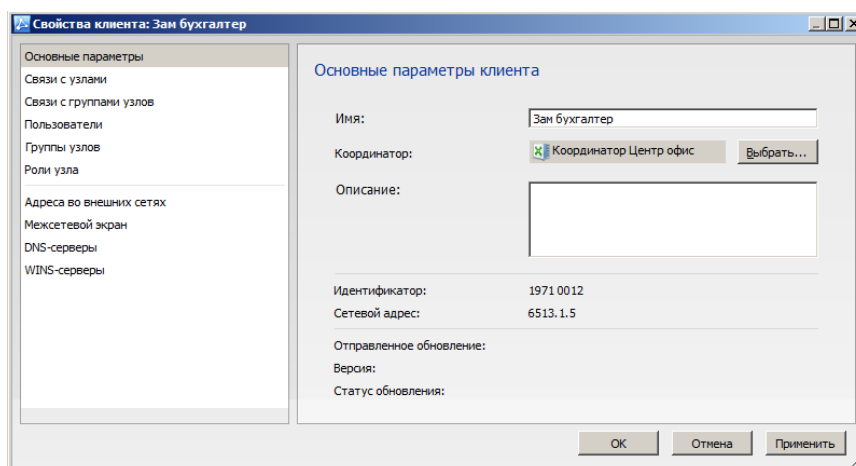 Свойства клиента: Зам бухгалтер
Основные параметры
Связи с узлами
Связи с группами узлов
Пользователи
Группы узлов
Роли узла
Адреса во внешних сетях
Межсетевой экран
DNS-серверы
WINS-серверы
Основные параметры клиента
Имя: Зам бухгалтер
Координатор: Координатор Центр офис Выбрать...
Описание:
Идентификатор: 1971 0012
Сетевой адрес: 6513.1.5
Отправленное обновление:
Версия:
Статус обновления:
OK Отмена Применить